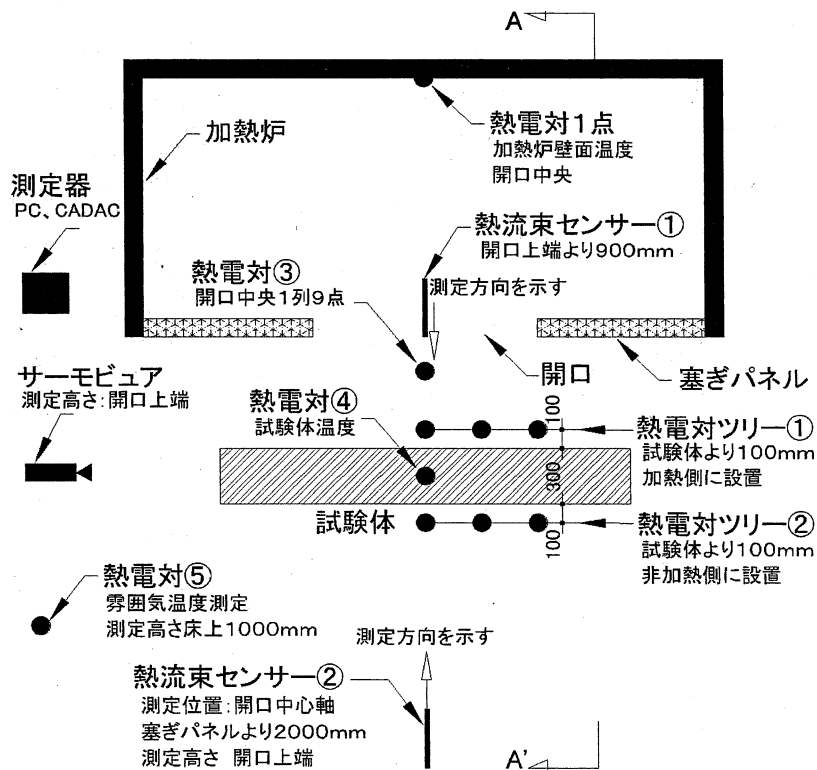 A
熱電対1点
加熱炉壁面温度
開口中央
加熱炉
測定器
PC、CADAC
熱流束センサー①
開口上端より900mm
熱電対③
開口中央1列9点
測定方向を示す
開口
塞ぎパネル
サーモビュア
測定高さ:開口上端
熱電対④
試験体温度
100
熱電対ツリー①
試験体より100mm
加熱側に設置
300
試験体
100
熱電対ツリー②
試験体より100mm
非加熱側に設置
熱電対⑤
雰囲気温度測定
測定高さ床上1000mm
測定方向を示す
熱流束センサー②
測定位置:開口中心軸
塞ぎパネルより2000mm
測定高さ 開口上端
A'